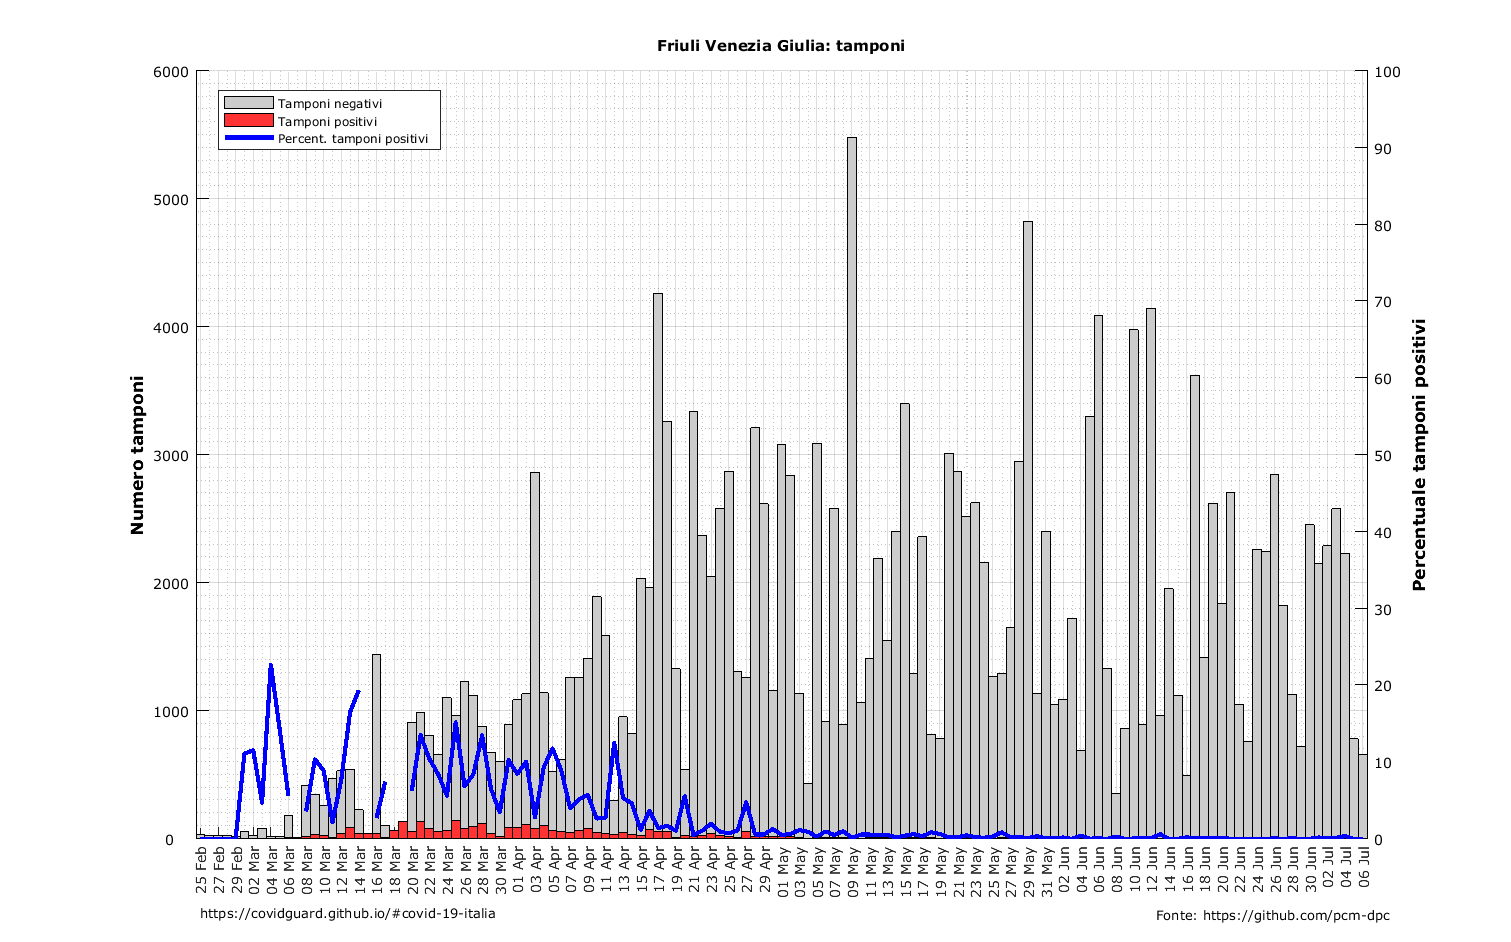 Friuli Venezia Giulia: tamponi
6000
5000
4000
3000
2000
1000
0
100
90
80
70
60
50
40
30
20
10
0
Tamponi negativi
Tamponi positivi
Percent. tamponi positivi
Numero tamponi
Percentuale tamponi positivi
25 Feb
27 Feb
29 Feb
02 Mar
04 Mar
06 Mar
08 Mar
10 Mar
12 Mar
14 Mar
16 Mar
18 Mar
20 Mar
22 Mar
24 Mar
26 Mar
28 Mar
30 Mar
01 Apr
03 Apr
05 Apr
07 Apr
09 Apr
11 Apr
13 Apr
15 Apr
17 Apr
19 Apr
21 Apr
23 Apr
25 Apr
27 Apr
29 Apr
01 May
03 May
05 May
07 May
09 May
11 May
13 May
15 May
17 May
19 May
21 May
23 May
25 May
27 May
29 May
31 May
02 Jun
04 Jun
06 Jun
08 Jun
10 Jun
12 Jun
14 Jun
16 Jun
18 Jun
20 Jun
22 Jun
24 Jun
26 Jun
28 Jun
30 Jun
02 Jul
04 Jul
06 Jul
https://covidguard.github.io/#covid-19-italia
Fonte: https://github.com/pcm-dpc